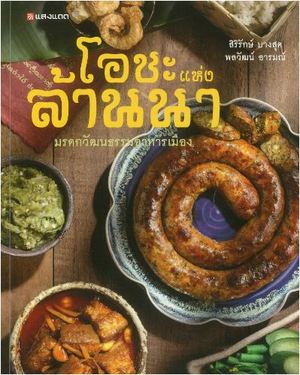 แสงแดด
สิริรักษ์ บางสุด
พลวัฒน์ อารมณ์
โอชะแห่ง
ล้านนา
มรดกวัฒนธรรมอาหารเมือง